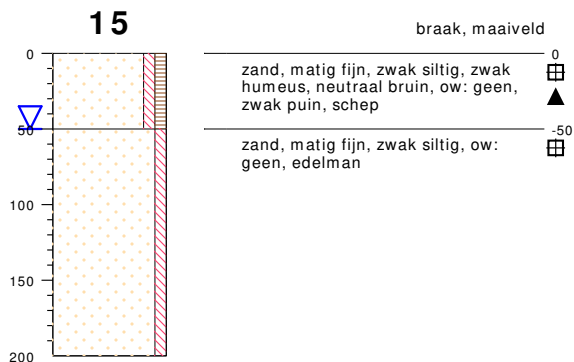 15
braak, maaiveld
0
0
zand, matig fijn, zwak siltig, zwak
humeus, neutraal bruin, ow: geen,
zwak puin, schep
50
-50
zand, matig fijn, zwak siltig, ow:
geen, edelman
100
150
200